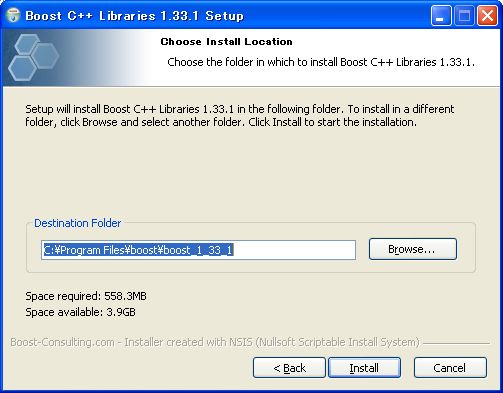 Boost C++ Libraries 1.33.1 Setup
Choose Install Location
Choose the folder in which to install Boost C++ Libraries 1.33.1.
Setup will install Boost C++ Libraries 1.33.1 in the following folder. To install in a different
folder, click Browse and select another folder. Click Install to start the installation.
Destination Folder
C:¥Program Files¥boost¥boost_1_33_1
Browse...
Space required: 558.3MB
Space available: 3.9GB
Boost-Consulting.com - Installer created with NSIS (Nullsoft Scriptable Install System)
< Back Install Cancel